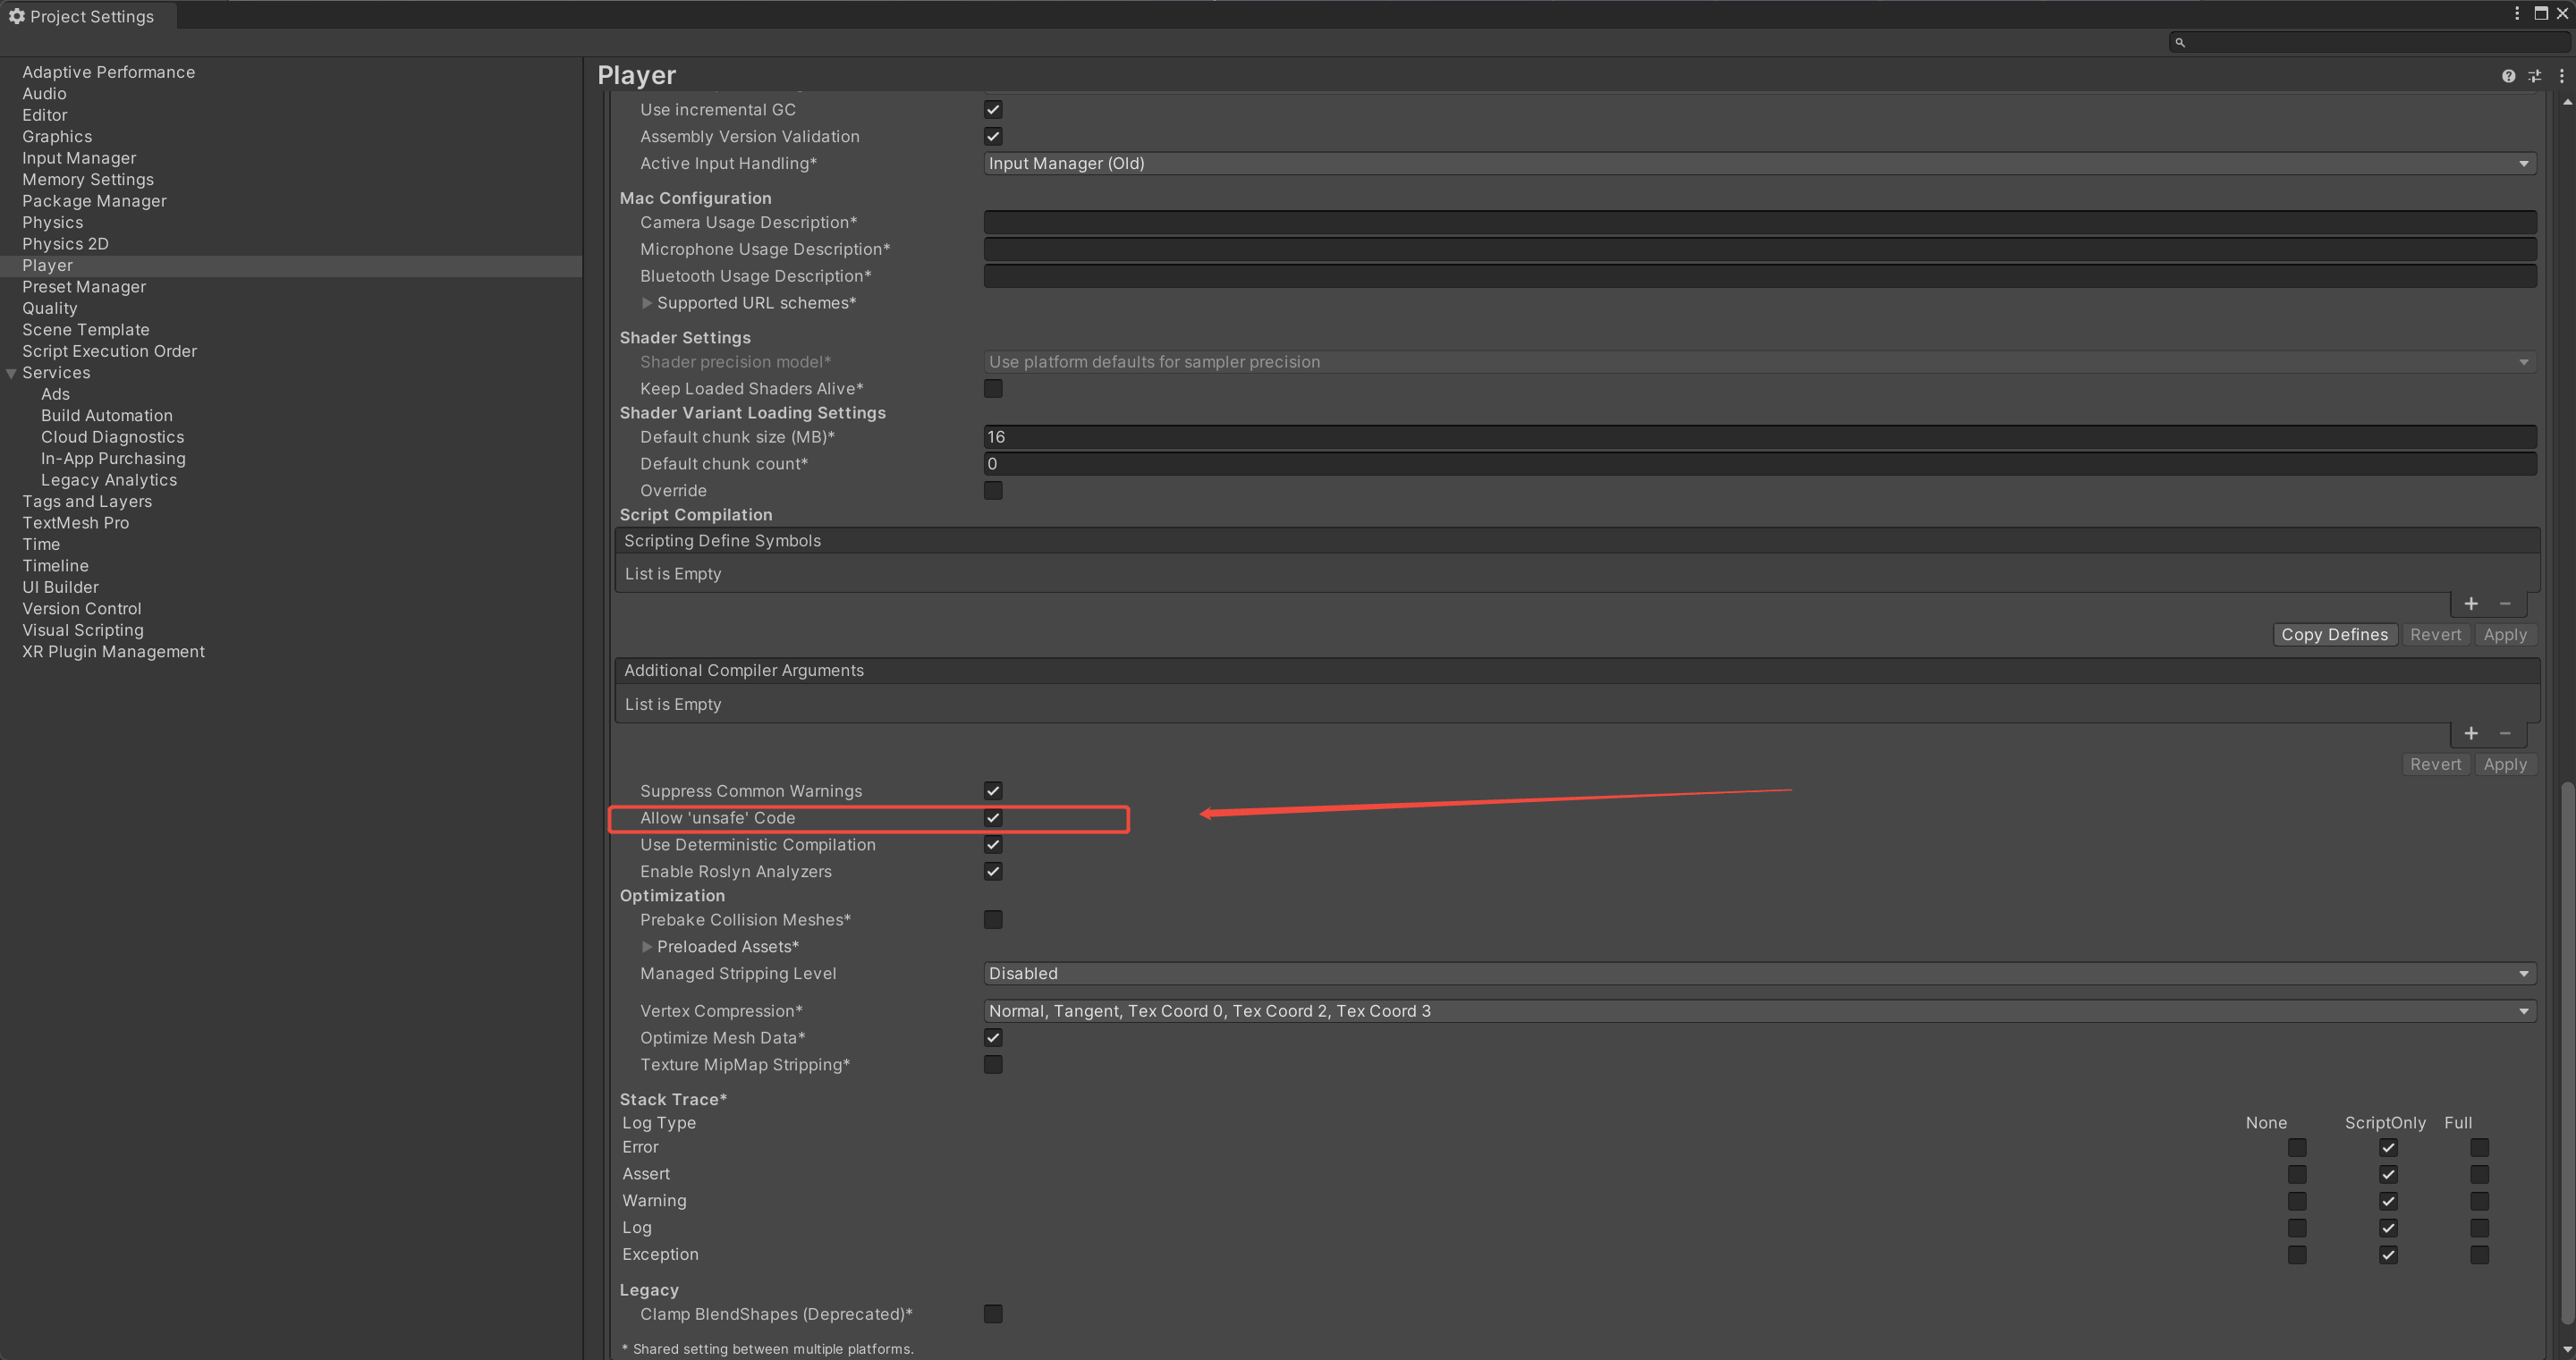 Project Settings
Adaptive Performance
Audio
Editor
Graphics
Input Manager
Memory Settings
Package Manager
Physics
Physics 2D
Player
Preset Manager
Quality
Scene Template
Script Execution Order
Services
Ads
Build Automation
Cloud Diagnostics
In-App Purchasing
Legacy Analytics
Tags and Layers
TextMesh Pro
Time
Timeline
UI Builder
Version Control
Visual Scripting
XR Plugin Management
Player
Use incremental GC
Assembly Version Validation
Active Input Handling* Input Manager (Old)
Mac Configuration
Camera Usage Description*
Microphone Usage Description*
Bluetooth Usage Description*
Supported URL schemes*
Shader Settings
Shader precision model* Use platform defaults for sampler precision
Keep Loaded Shaders Alive*
Shader Variant Loading Settings
Default chunk size (MB)* 16
Default chunk count* 0
Override
Script Compilation
Scripting Define Symbols
List is Empty
+ −
Copy Defines Revert Apply
Additional Compiler Arguments
List is Empty
+ −
Revert Apply
Suppress Common Warnings
Allow 'unsafe' Code
Use Deterministic Compilation
Enable Roslyn Analyzers
Optimization
Prebake Collision Meshes*
Preloaded Assets*
Managed Stripping Level Disabled
Vertex Compression* Normal, Tangent, Tex Coord 0, Tex Coord 2, Tex Coord 3
Optimize Mesh Data*
Texture MipMap Stripping*
Stack Trace*
Log Type None ScriptOnly Full
Error
Assert
Warning
Log
Exception
Legacy
Clamp BlendShapes (Deprecated)*
* Shared setting between multiple platforms.